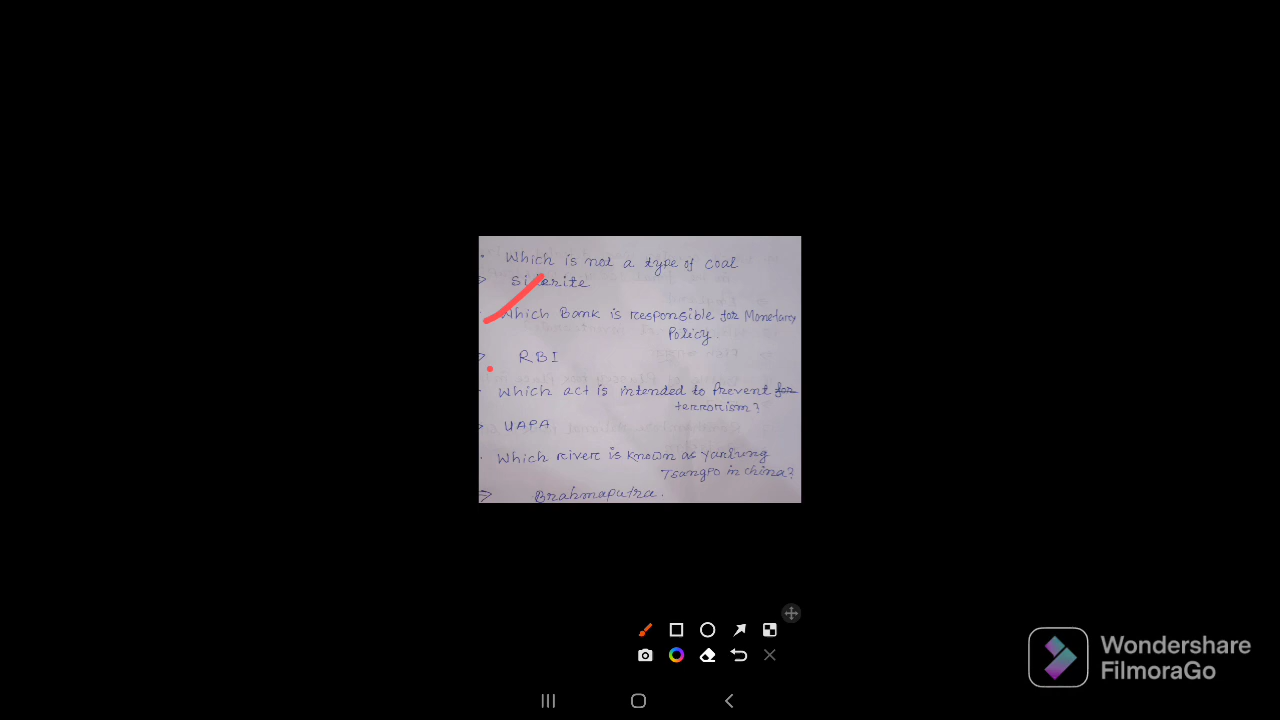 Which is not a type of coal
Siderite
Which Bank is responsible for Monetary
Policy.
RBI
Which act is intended to Prevent for
terrorism?
UAPA
Which river is known as Yarlung
Tsangpo in china?
Brahmaputra.
Wondershare
FilmoraGo